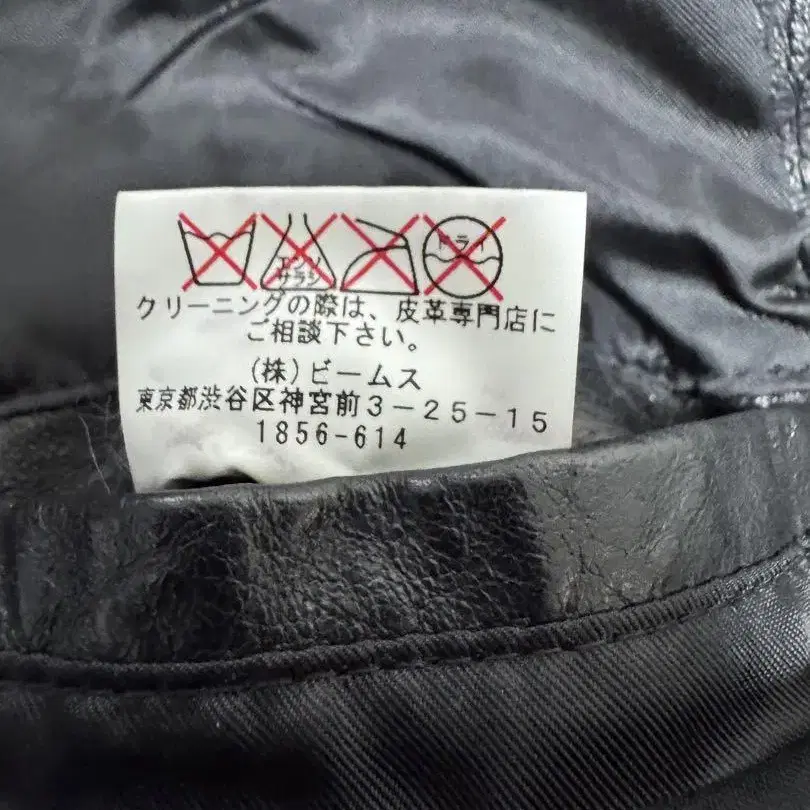 エンソ
サラシ
ドライ
クリーニングの際は、皮革専門店に
ご相談下さい。
(株)ビームス
東京都渋谷区神宮前3-25-15
1856-614